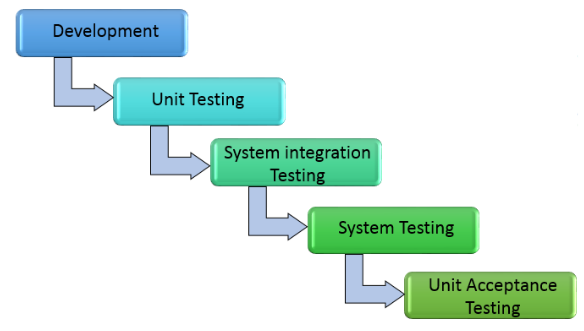 Development
Unit Testing
System integration
Testing
System Testing
Unit Acceptance
Testing